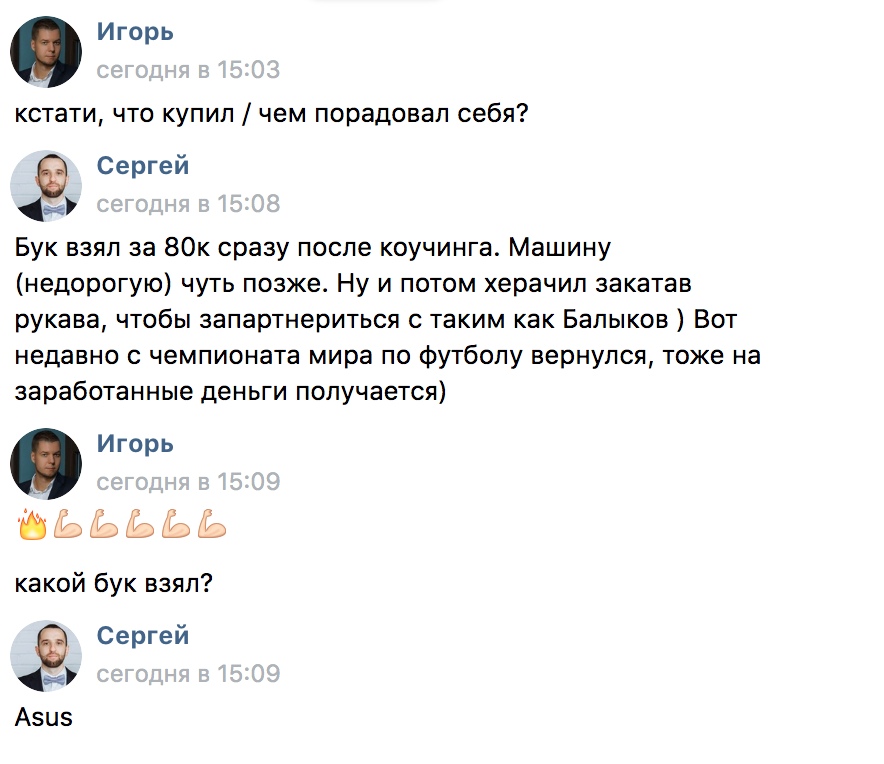 Игорь
сегодня в 15:03
кстати, что купил / чем порадовал себя?
Сергей
сегодня в 15:08
Бук взял за 80к сразу после коучинга. Машину
(недорогую) чуть позже. Ну и потом херачил закатав
рукава, чтобы запартнериться с таким как Балыков ) Вот
недавно с чемпионата мира по футболу вернулся, тоже на
заработанные деньги получается)
Игорь
сегодня в 15:09
🔥💪🏻💪🏻💪🏻💪🏻💪🏻
какой бук взял?
Сергей
сегодня в 15:09
Asus